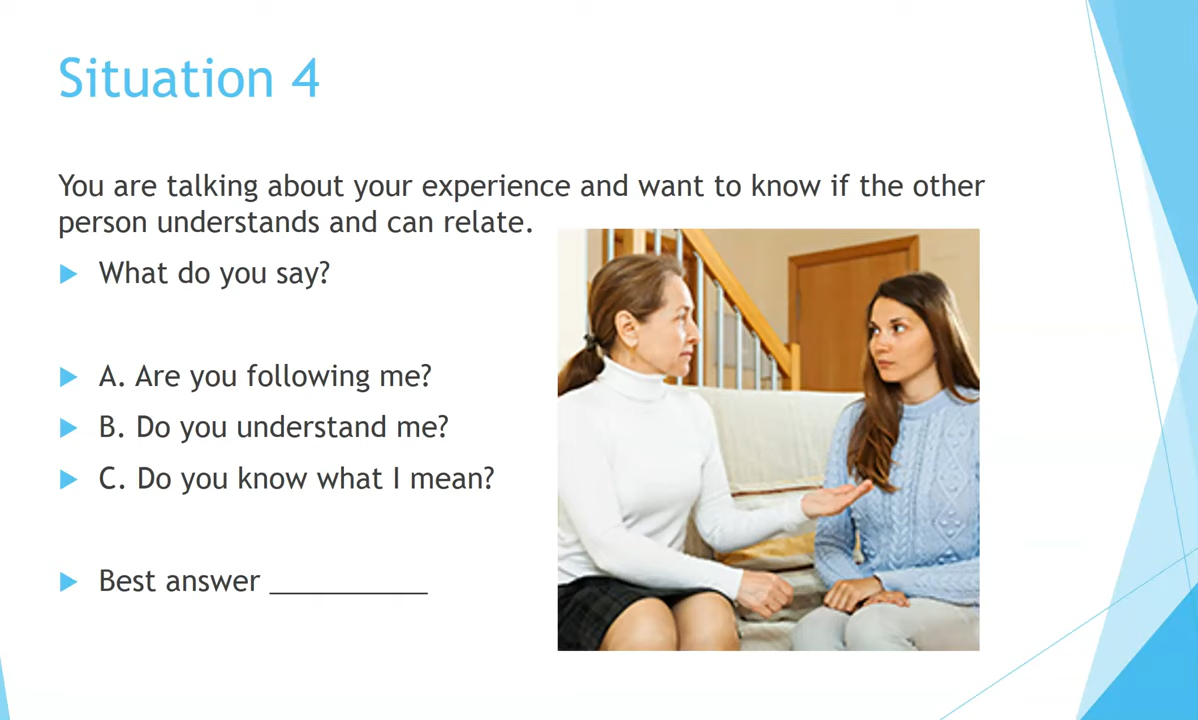 Situation 4
You are talking about your experience and want to know if the other
person understands and can relate.
What do you say?
A. Are you following me?
B. Do you understand me?
C. Do you know what I mean?
Best answer __________